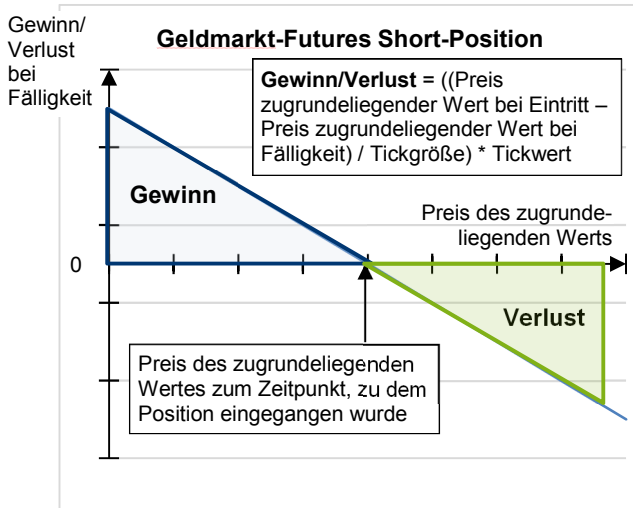 Gewinn/
Verlust
bei
Fälligkeit
Geldmarkt-Futures Short-Position
Gewinn/Verlust = ((Preis
zugrundeliegender Wert bei Eintritt –
Preis zugrundeliegender Wert bei
Fälligkeit) / Tickgröße) * Tickwert
Gewinn
Preis des zugrunde-
liegenden Werts
0
Verlust
Preis des zugrundeliegenden
Wertes zum Zeitpunkt, zu dem
Position eingegangen wurde